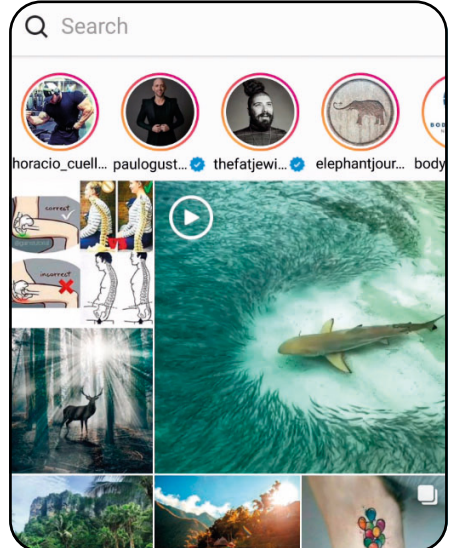 Search
horacio_cuell... paulogust... thefatjewi... elephantjour... body
correct
incorrect